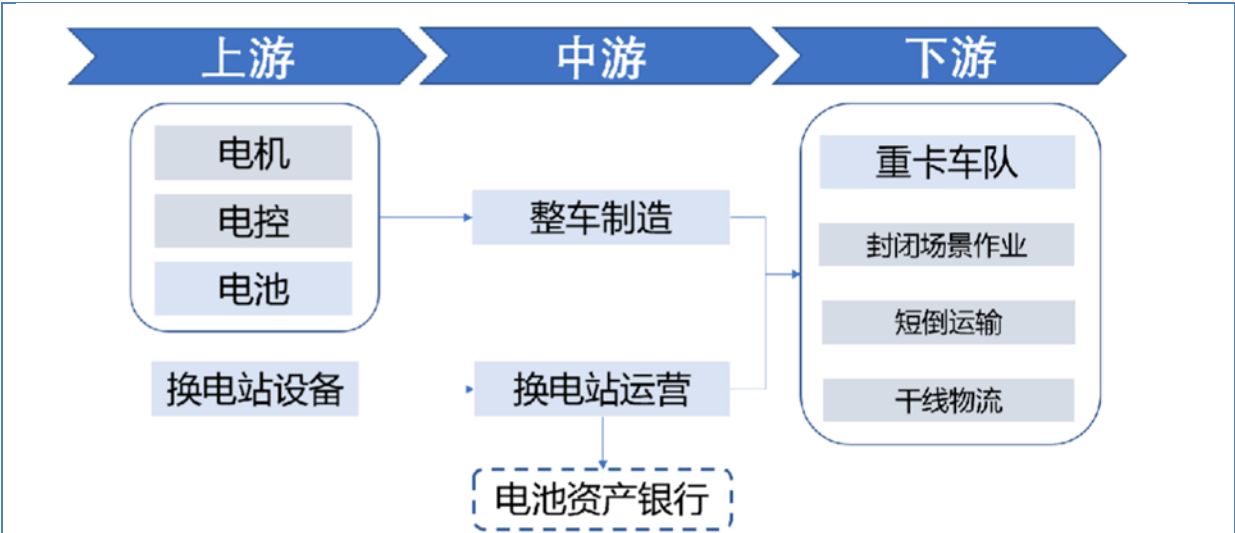 上游
中游
下游
电机
电控
电池
换电站设备
整车制造
换电站运营
电池资产银行
重卡车队
封闭场景作业
短倒运输
干线物流